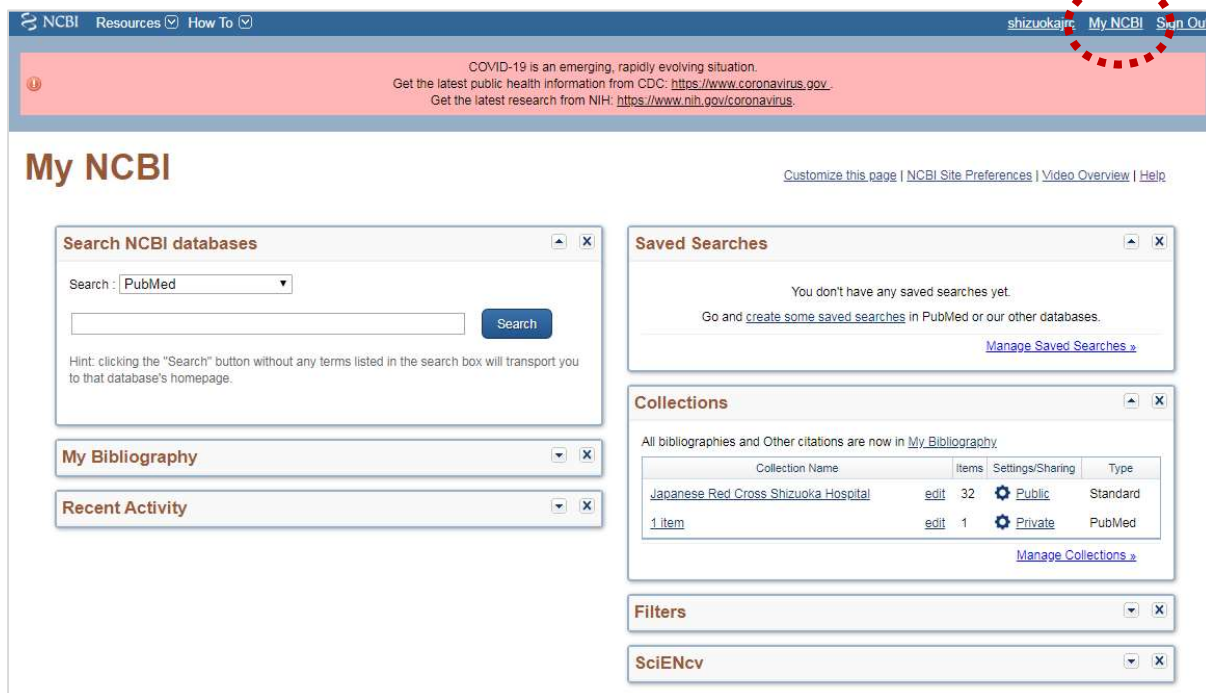 NCBI Resources How To shizuokajrc My NCBI Sign Out
COVID-19 is an emerging, rapidly evolving situation.
Get the latest public health information from CDC: https://www.coronavirus.gov .
Get the latest research from NIH: https://www.nih.gov/coronavirus.
My NCBI
Customize this page | NCBI Site Preferences | Video Overview | Help
Search NCBI databases
Search : PubMed
Search
Hint: clicking the "Search" button without any terms listed in the search box will transport you
to that database's homepage.
My Bibliography
Recent Activity
Saved Searches
You don't have any saved searches yet.
Go and create some saved searches in PubMed or our other databases.
Manage Saved Searches »
Collections
All bibliographies and Other citations are now in My Bibliography
Collection Name Items Settings/Sharing Type
Japanese Red Cross Shizuoka Hospital edit 32 Public Standard
1 item edit 1 Private PubMed
Manage Collections »
Filters
SciENcv